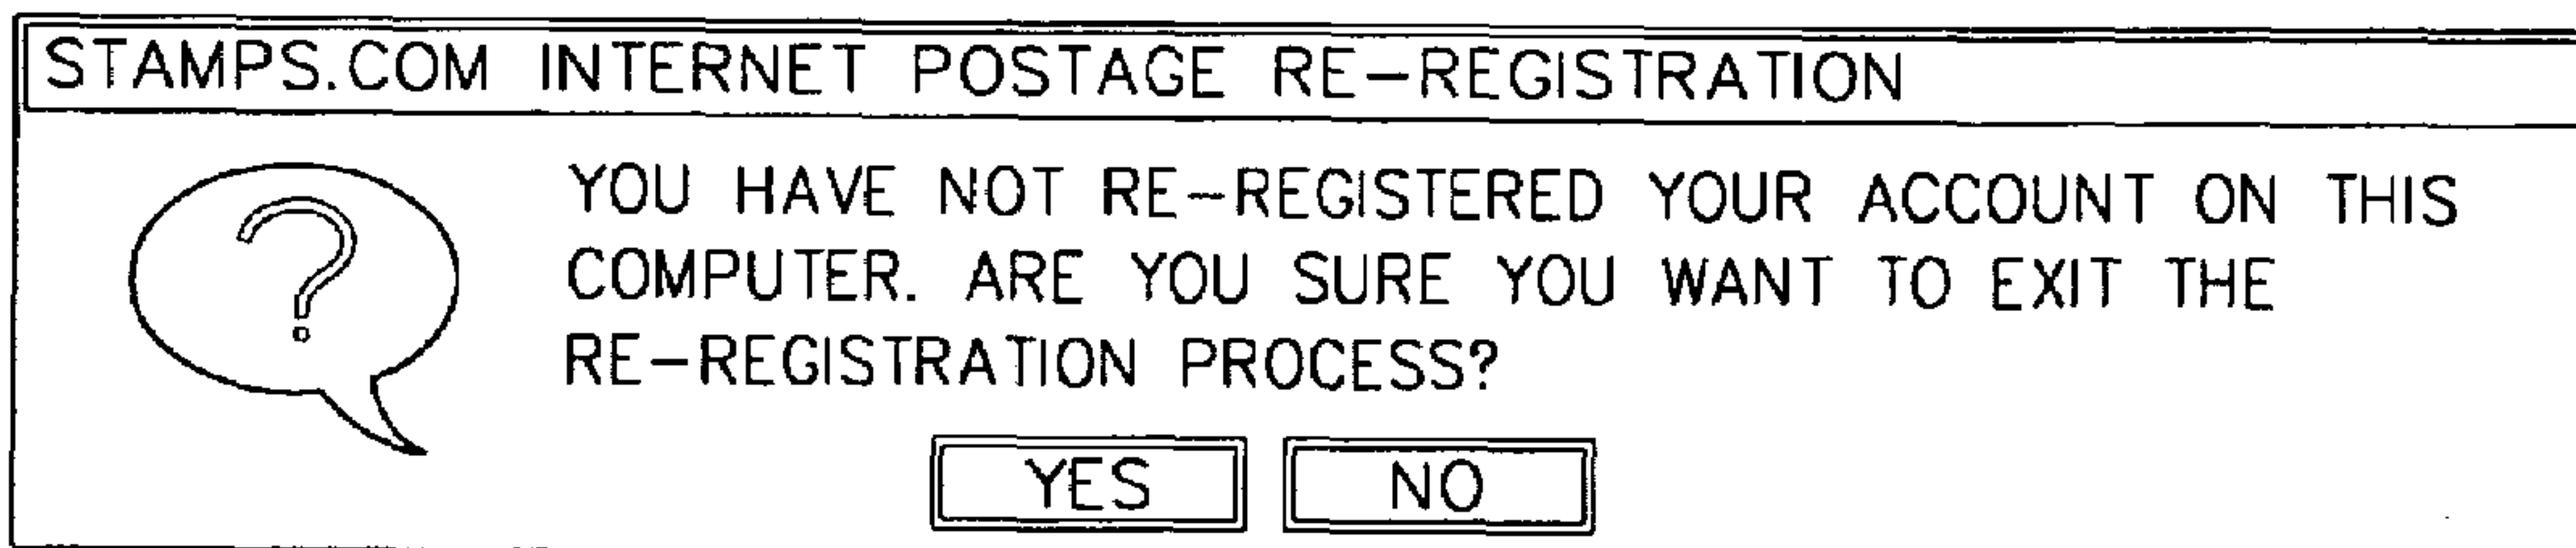 STAMPS.COM INTERNET POSTAGE RE-REGISTRATION
?
YOU HAVE NOT RE-REGISTERED YOUR ACCOUNT ON THIS
COMPUTER. ARE YOU SURE YOU WANT TO EXIT THE
RE-REGISTRATION PROCESS?
YES NO